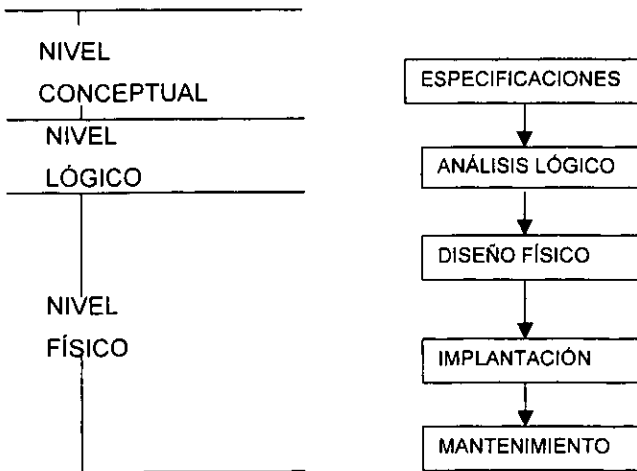 NIVEL
CONCEPTUAL
NIVEL
LÓGICO
NIVEL
FÍSICO
ESPECIFICACIONES
ANÁLISIS LÓGICO
DISEÑO FÍSICO
IMPLANTACIÓN
MANTENIMIENTO